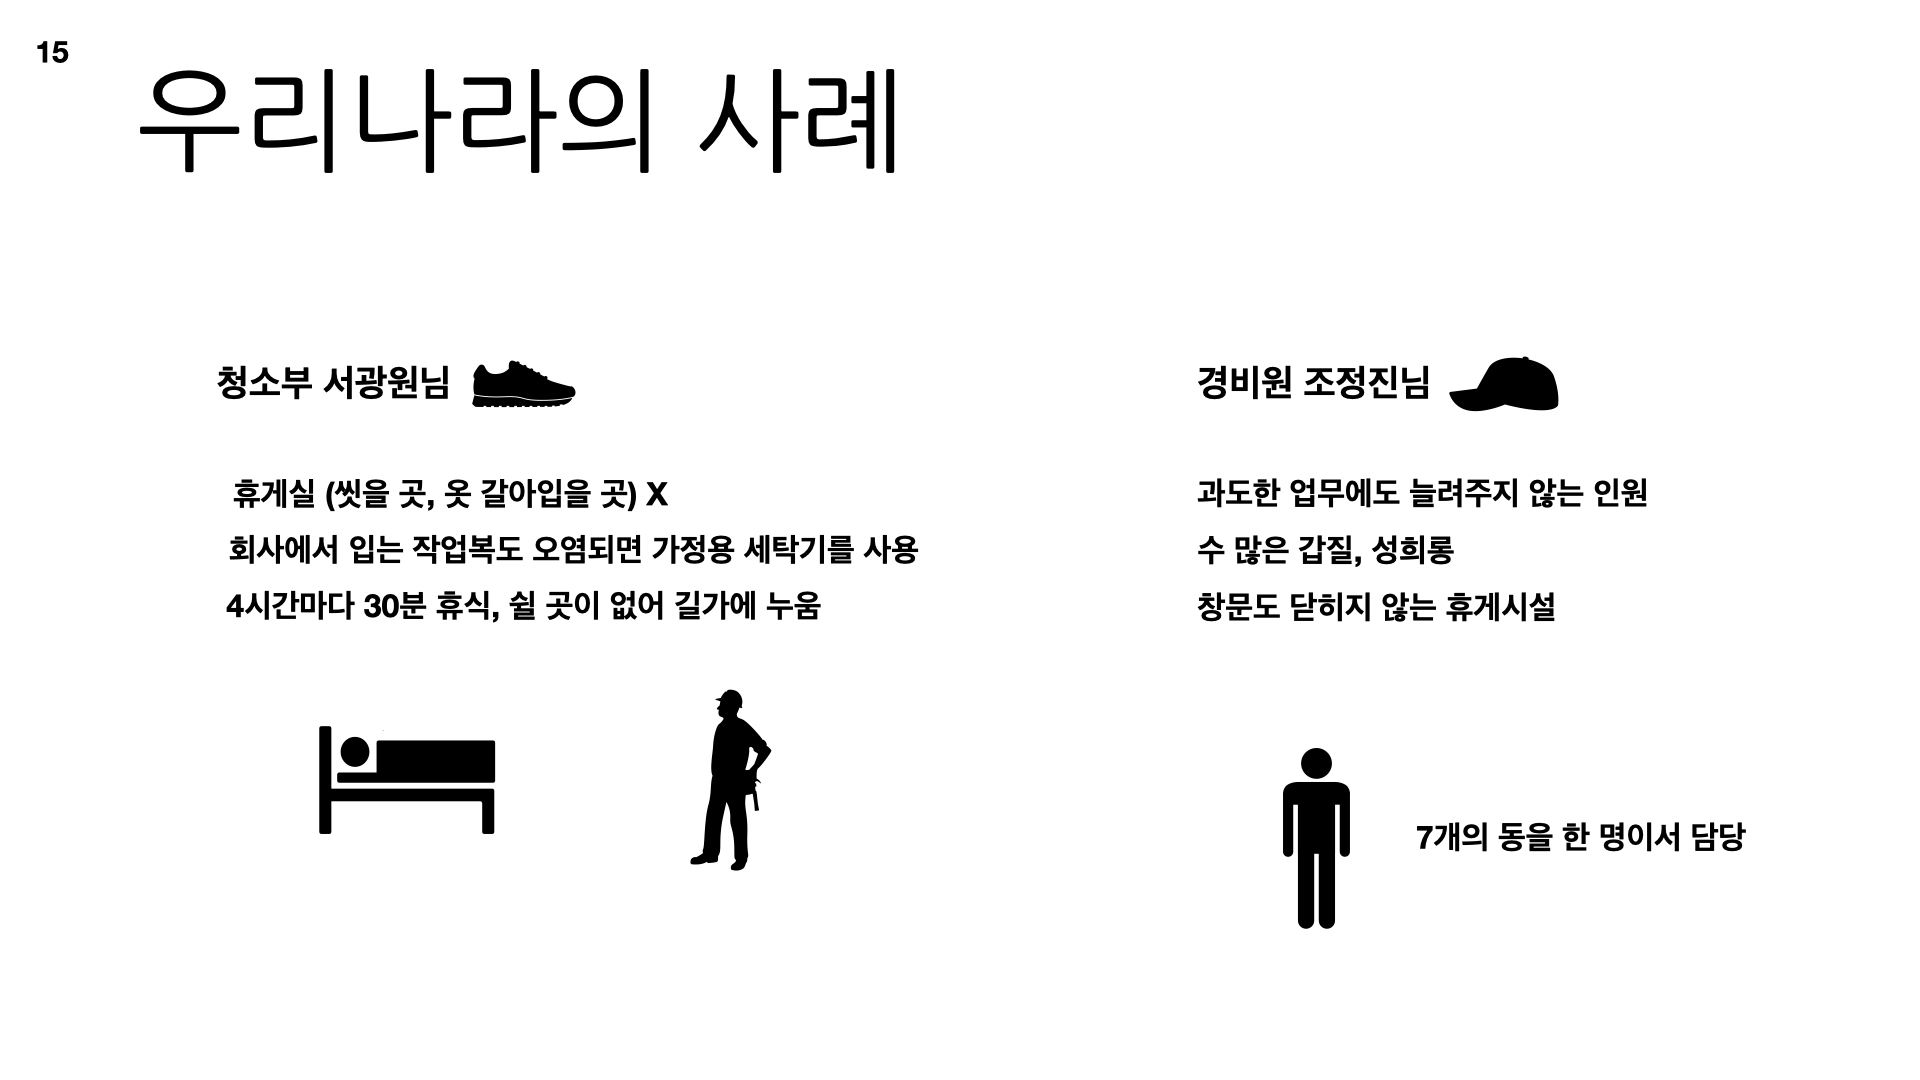 15
우리나라의 사례
청소부 서광원님
휴게실 (씻을 곳, 옷 갈아입을 곳) X
회사에서 입는 작업복도 오염되면 가정용 세탁기를 사용
4시간마다 30분 휴식, 쉴 곳이 없어 길가에 누움
경비원 조정진님
과도한 업무에도 늘려주지 않는 인원
수 많은 갑질, 성희롱
창문도 닫히지 않는 휴게시설
7개의 동을 한 명이서 담당